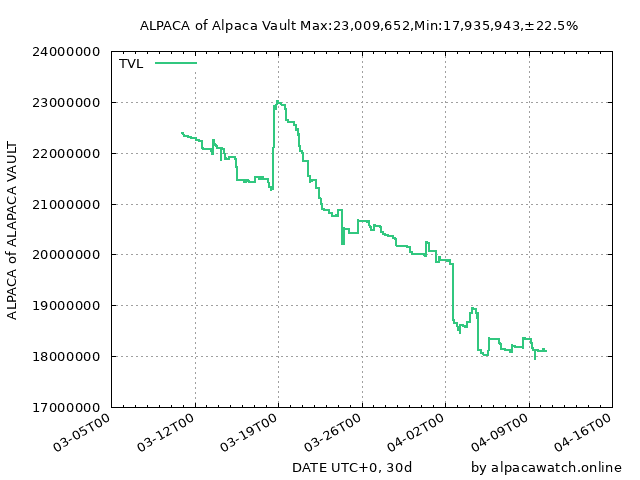 ALPACA of Alpaca Vault Max:23,009,652,Min:17,935,943,±22.5%
24000000
TVL
23000000
22000000
21000000
20000000
19000000
18000000
17000000
ALPACA of ALAPACA VAULT
03-05T00
03-12T00
03-19T00
03-26T00
04-02T00
04-09T00
04-16T00
DATE UTC+0, 30d
by alpacawatch.online